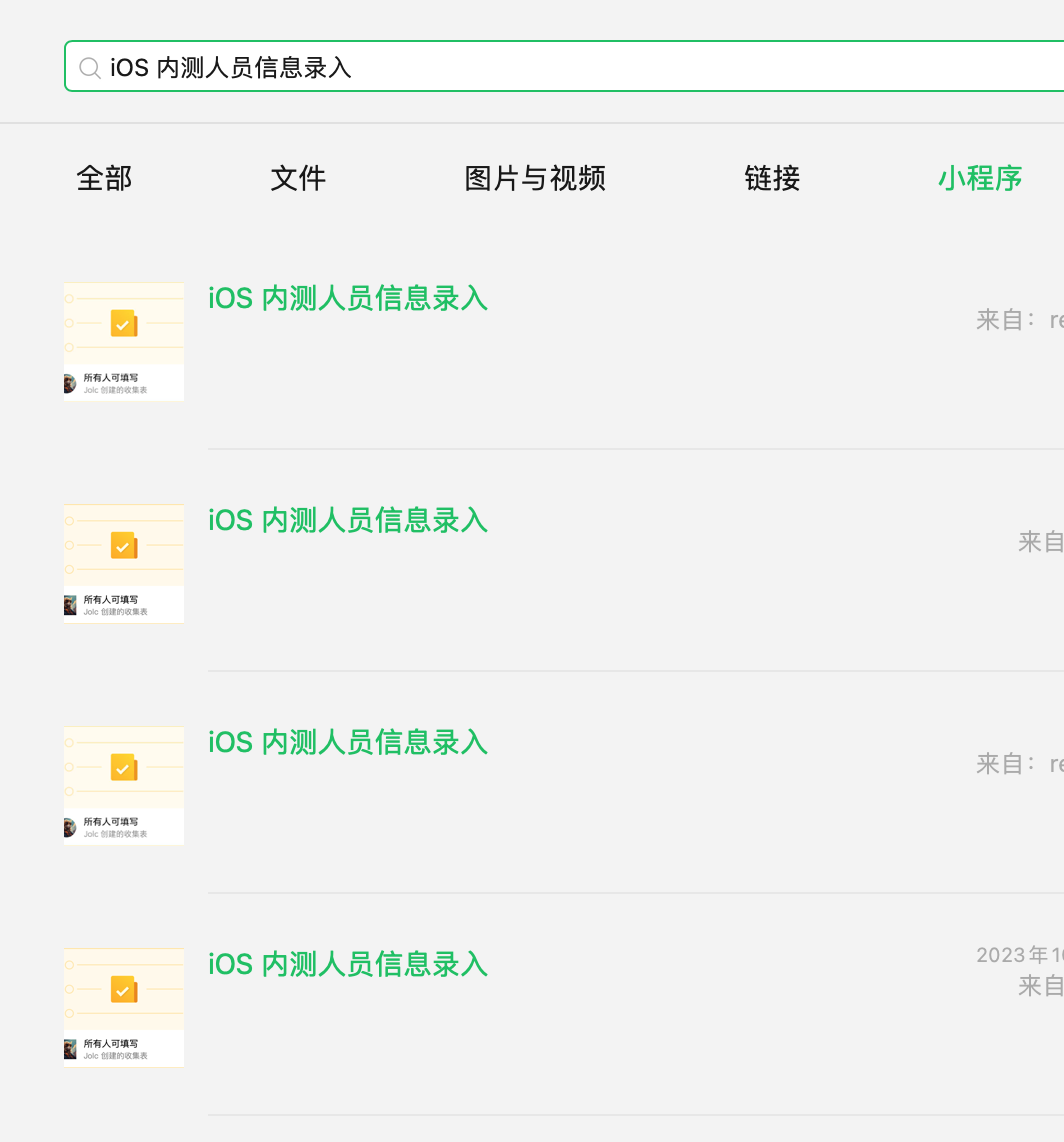 iOS 内测人员信息录入
全部 文件 图片与视频 链接 小程序
iOS 内测人员信息录入
来自： re
所有人可填写
Jolc 创建的收集表
iOS 内测人员信息录入
来自
所有人可填写
Jolc 创建的收集表
iOS 内测人员信息录入
来自： re
所有人可填写
Jolc 创建的收集表
iOS 内测人员信息录入
2023年10
来自
所有人可填写
Jolc 创建的收集表